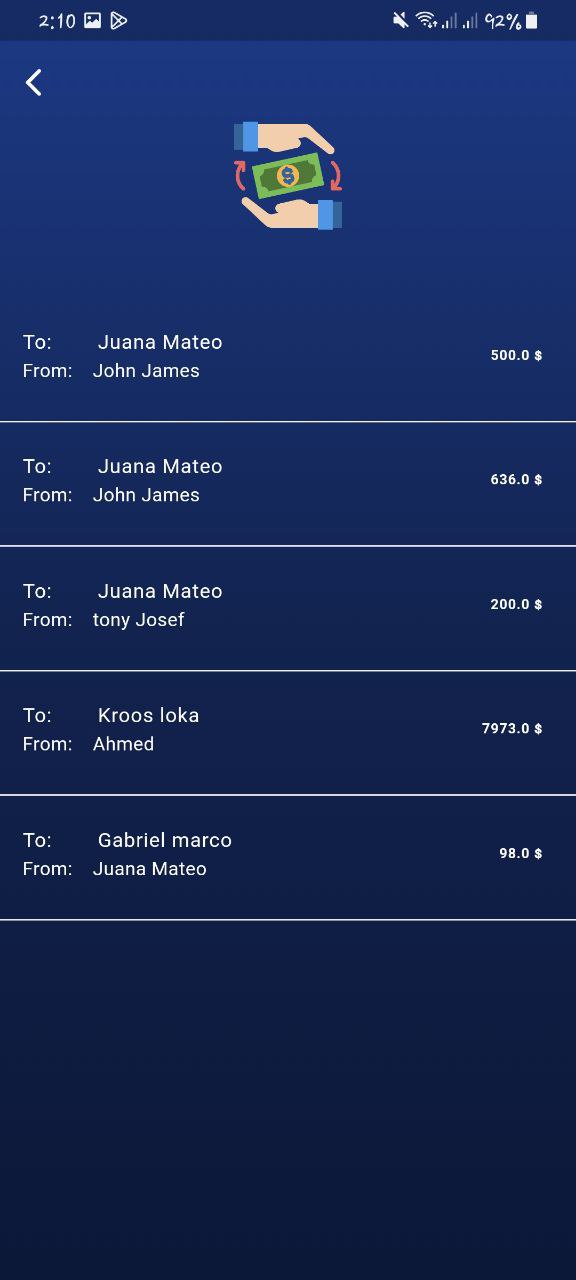 2:10 92%
$
To: Juana Mateo
From: John James
500.0 $
To: Juana Mateo
From: John James
636.0 $
To: Juana Mateo
From: tony Josef
200.0 $
To: Kroos loka
From: Ahmed
7973.0 $
To: Gabriel marco
From: Juana Mateo
98.0 $